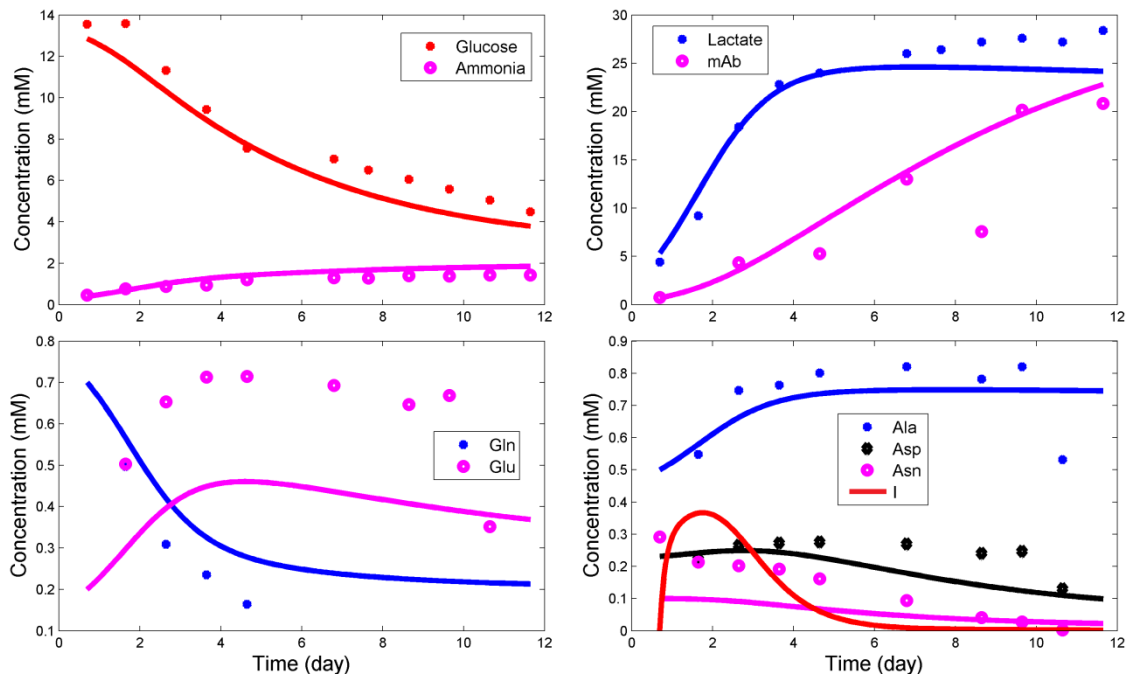 14
12
10
8
6
4
2
0
Concentration (mM)
Glucose
Ammonia
0 2 4 6 8 10 12
30
25
20
15
10
5
0
Concentration (mM)
Lactate
mAb
0 2 4 6 8 10 12
0.8
0.7
0.6
0.5
0.4
0.3
0.2
0.1
Concentration (mM)
Gln
Glu
0 2 4 6 8 10 12
Time (day)
0.9
0.8
0.7
0.6
0.5
0.4
0.3
0.2
0.1
0
Concentration (mM)
Ala
Asp
Asn
I
0 2 4 6 8 10 12
Time (day)